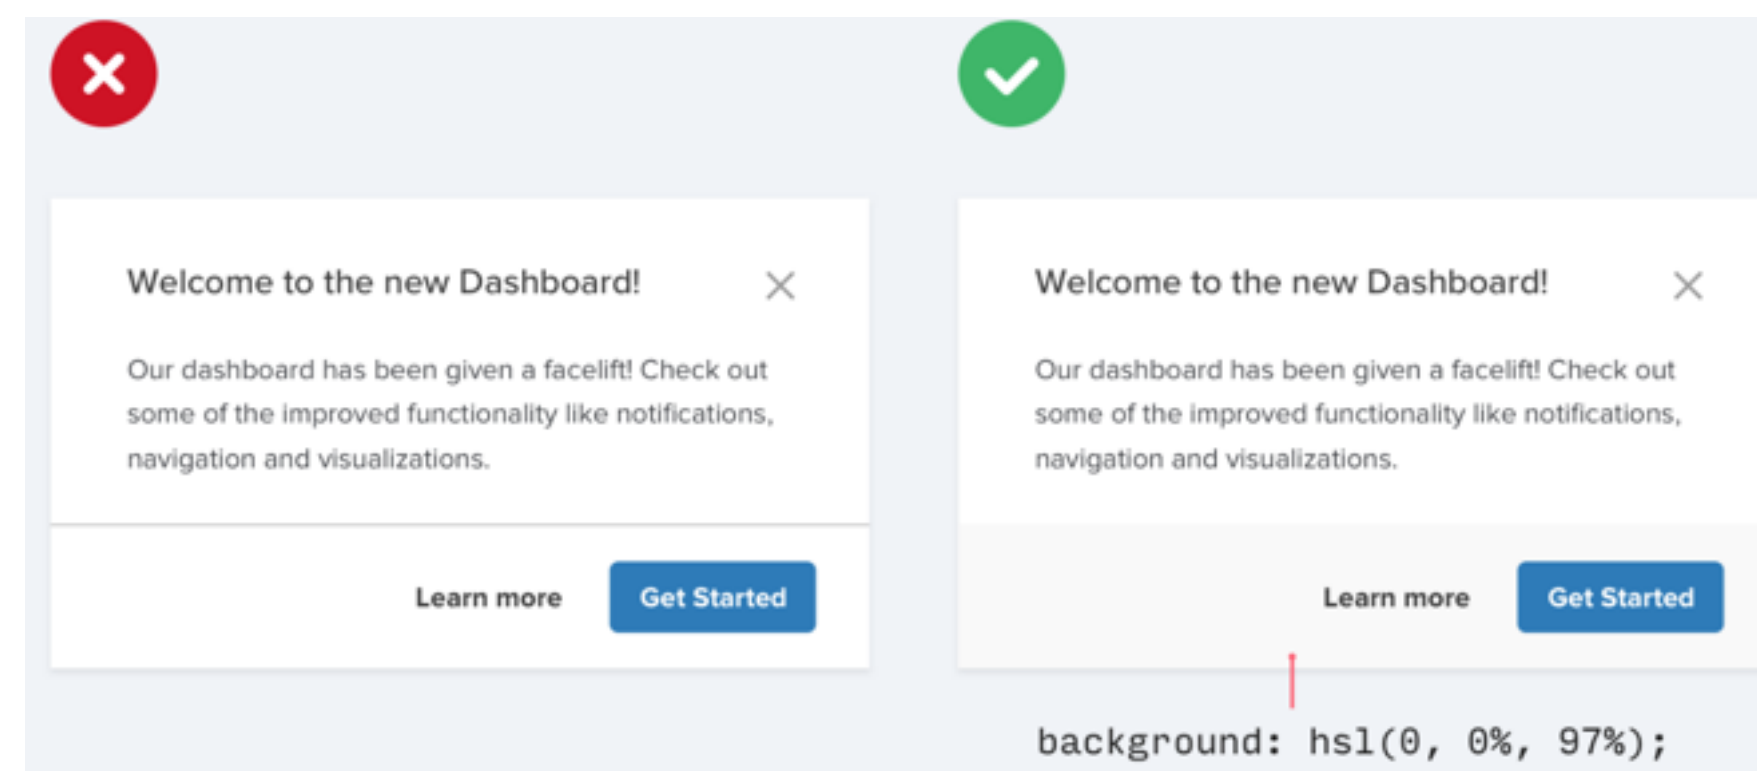 Welcome to the new Dashboard!
Our dashboard has been given a facelift! Check out
some of the improved functionality like notifications,
navigation and visualizations.
Learn more
Get Started
Welcome to the new Dashboard!
Our dashboard has been given a facelift! Check out
some of the improved functionality like notifications,
navigation and visualizations.
Learn more
Get Started
background: hsl(0, 0%, 97%);